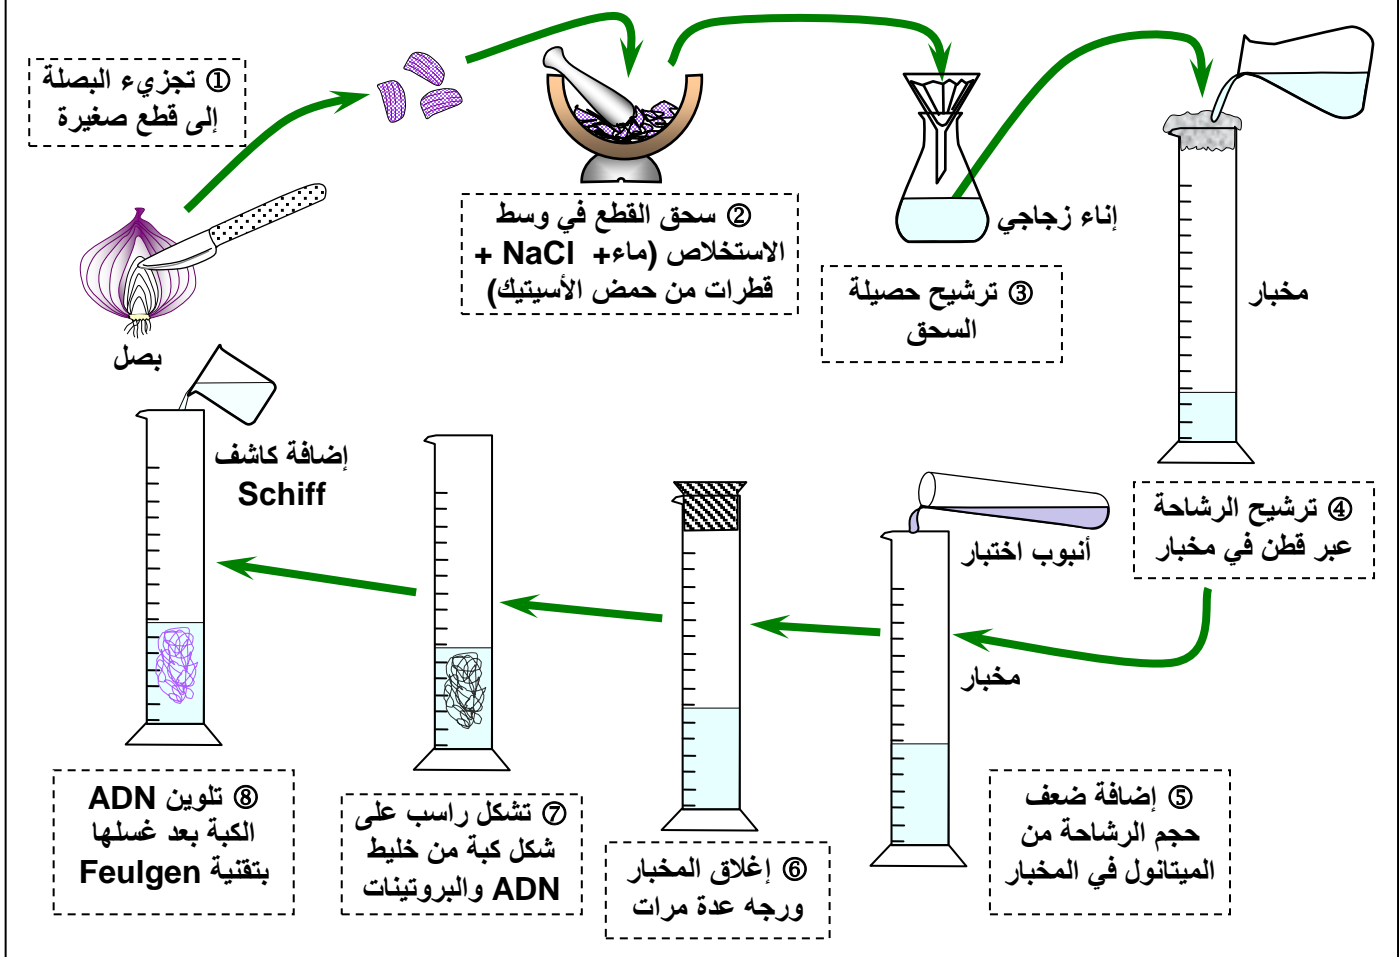 ① تجزيء البصلة
إلى قطع صغيرة
بصل
② سحق القطع في وسط
الاستخلاص (ماء+ NaCl +
قطرات من حمض الأسيتيك)
إناء زجاجي
③ ترشيح حصيلة
السحق
مخبار
④ ترشيح الرشاحة
عبر قطن في مخبار
أنبوب اختبار
مخبار
⑤ إضافة ضعف
حجم الرشاحة من
الميتانول في المخبار
⑥ إغلاق المخبار
ورجه عدة مرات
⑦ تشكل راسب على
شكل كبة من خليط
ADN والبروتينات
إضافة كاشف
Schiff
⑧ تلوين ADN
الكبة بعد غسلها
بتقنية Feulgen